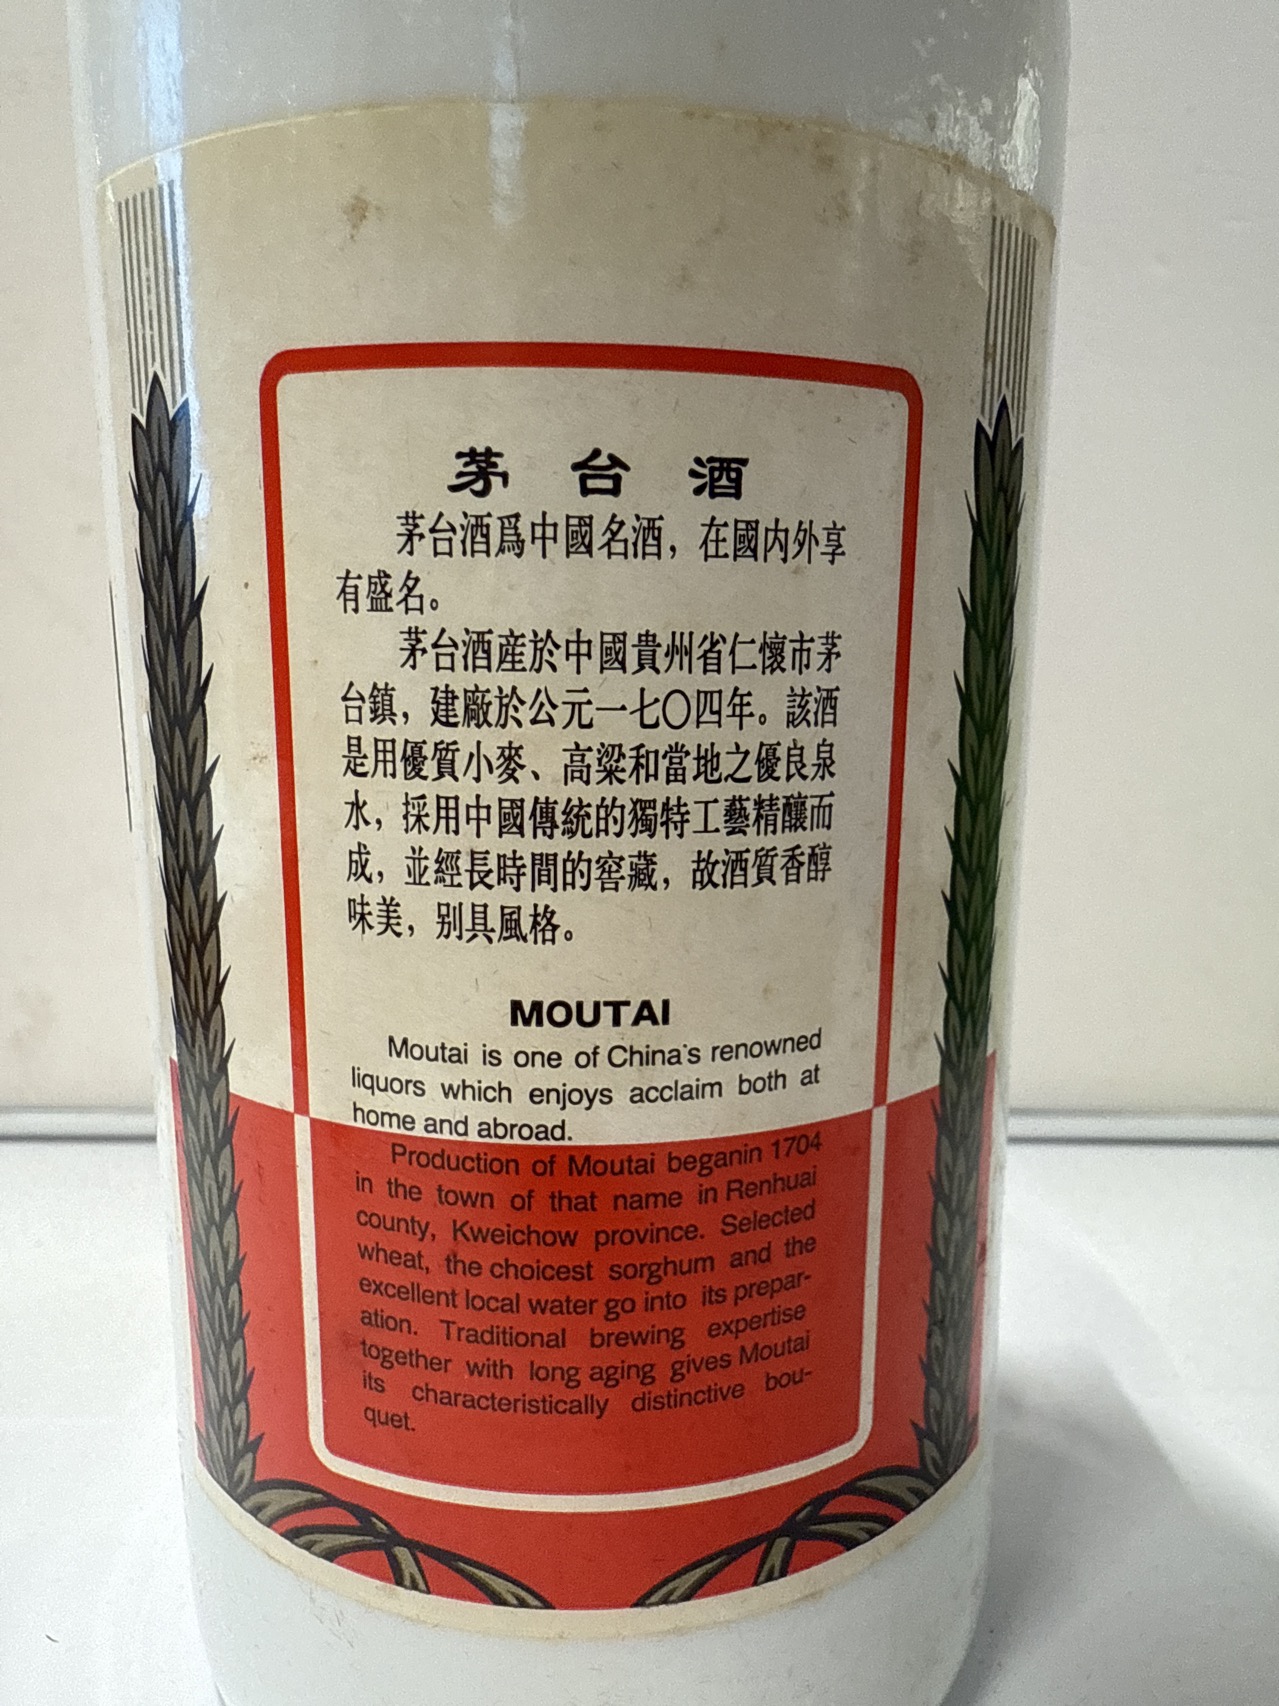 茅台酒
茅台酒爲中國名酒，在國内外享
有盛名。
茅台酒産於中國貴州省仁懷市茅
台鎮，建廠於公元一七〇四年。該酒
是用優質小麥、高粱和當地之優良泉
水，採用中國傳統的獨特工藝精釀而
成，並經長時間的窖藏，故酒質香醇
味美，别具風格。
MOUTAI
Moutai is one of China's renowned
liquors which enjoys acclaim both at
home and abroad.
Production of Moutai beganin 1704
in the town of that name in Renhuai
county, Kweichow province. Selected
wheat, the choicest sorghum and the
excellent local water go into its prepar-
ation. Traditional brewing expertise
together with long aging gives Moutai
its characteristically distinctive bou-
quet.